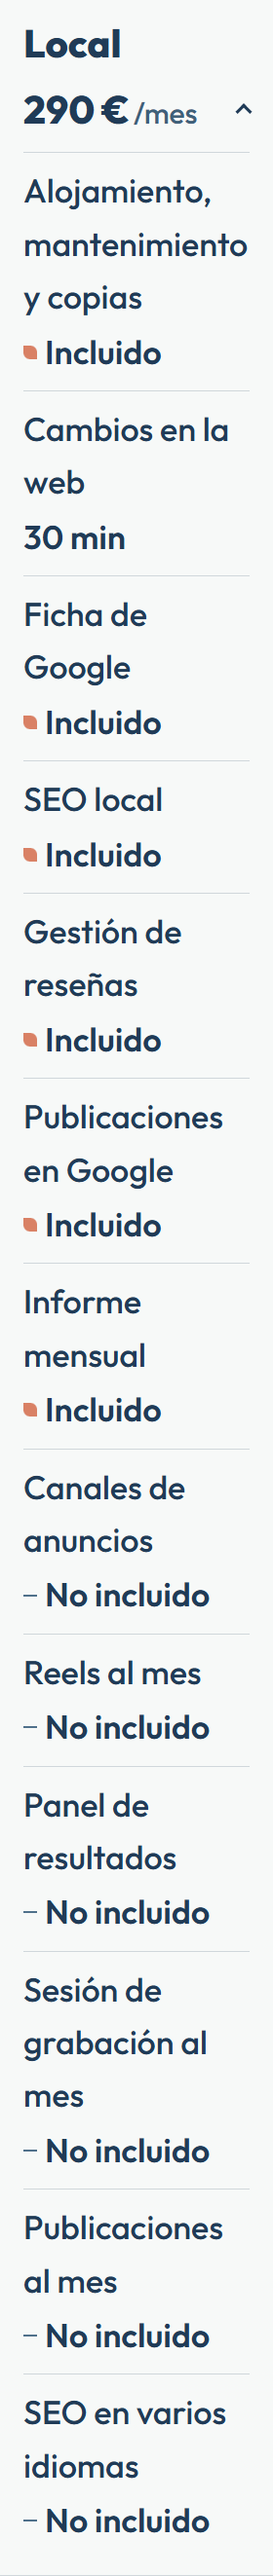 Local
290 € /mes
Alojamiento,
mantenimiento
y copias
Incluido
Cambios en la
web
30 min
Ficha de
Google
Incluido
SEO local
Incluido
Gestión de
reseñas
Incluido
Publicaciones
en Google
Incluido
Informe
mensual
Incluido
Canales de
anuncios
– No incluido
Reels al mes
– No incluido
Panel de
resultados
– No incluido
Sesión de
grabación al
mes
– No incluido
Publicaciones
al mes
– No incluido
SEO en varios
idiomas
– No incluido